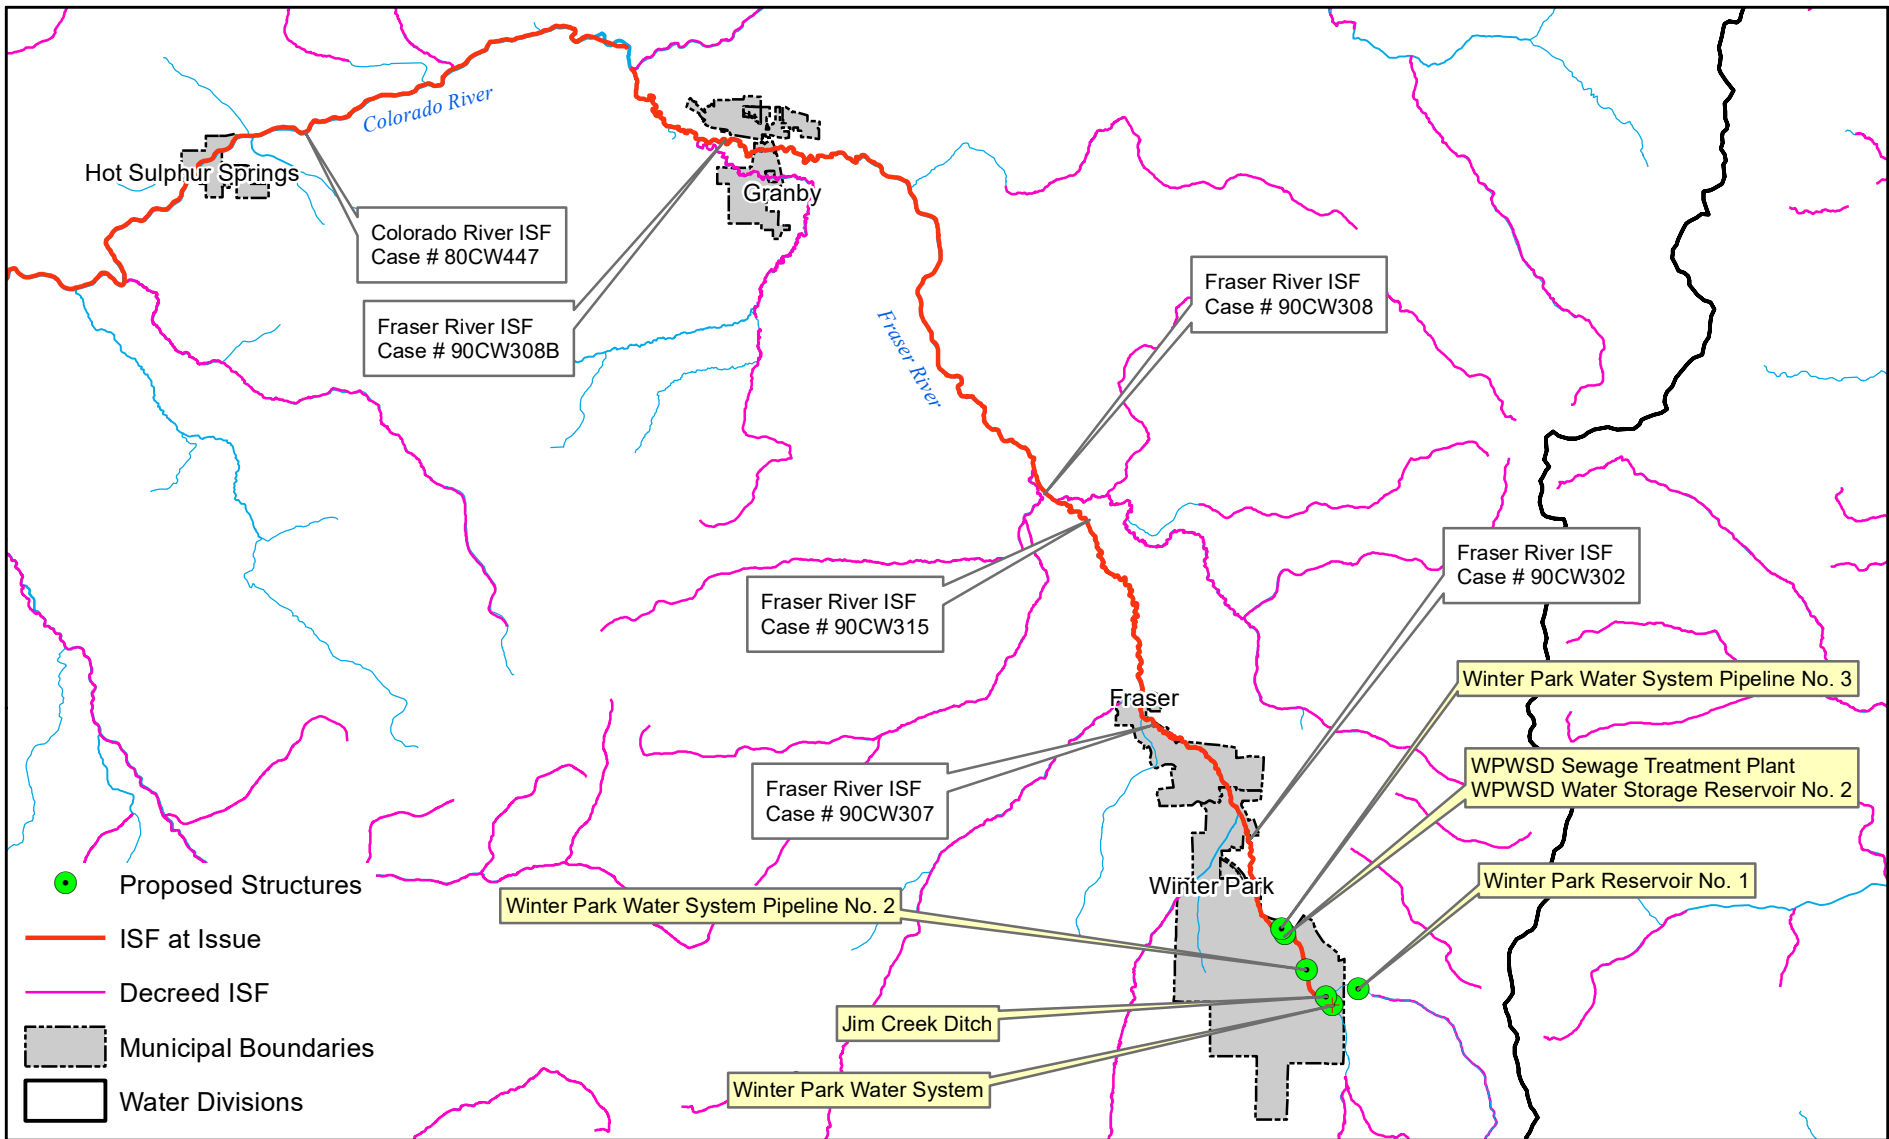 Colorado River
Hot Sulphur Springs
Granby
Colorado River ISF
Case # 80CW447
Fraser River ISF
Case # 90CW308B
Fraser River ISF
Case # 90CW308
Fraser River
Fraser River ISF
Case # 90CW302
Fraser River ISF
Case # 90CW315
Winter Park Water System Pipeline No. 3
Fraser
WPWSD Sewage Treatment Plant
WPWSD Water Storage Reservoir No. 2
Fraser River ISF
Case # 90CW307
Winter Park Reservoir No. 1
Winter Park
Winter Park Water System Pipeline No. 2
Jim Creek Ditch
Winter Park Water System
Proposed Structures
ISF at Issue
Decreed ISF
Municipal Boundaries
Water Divisions